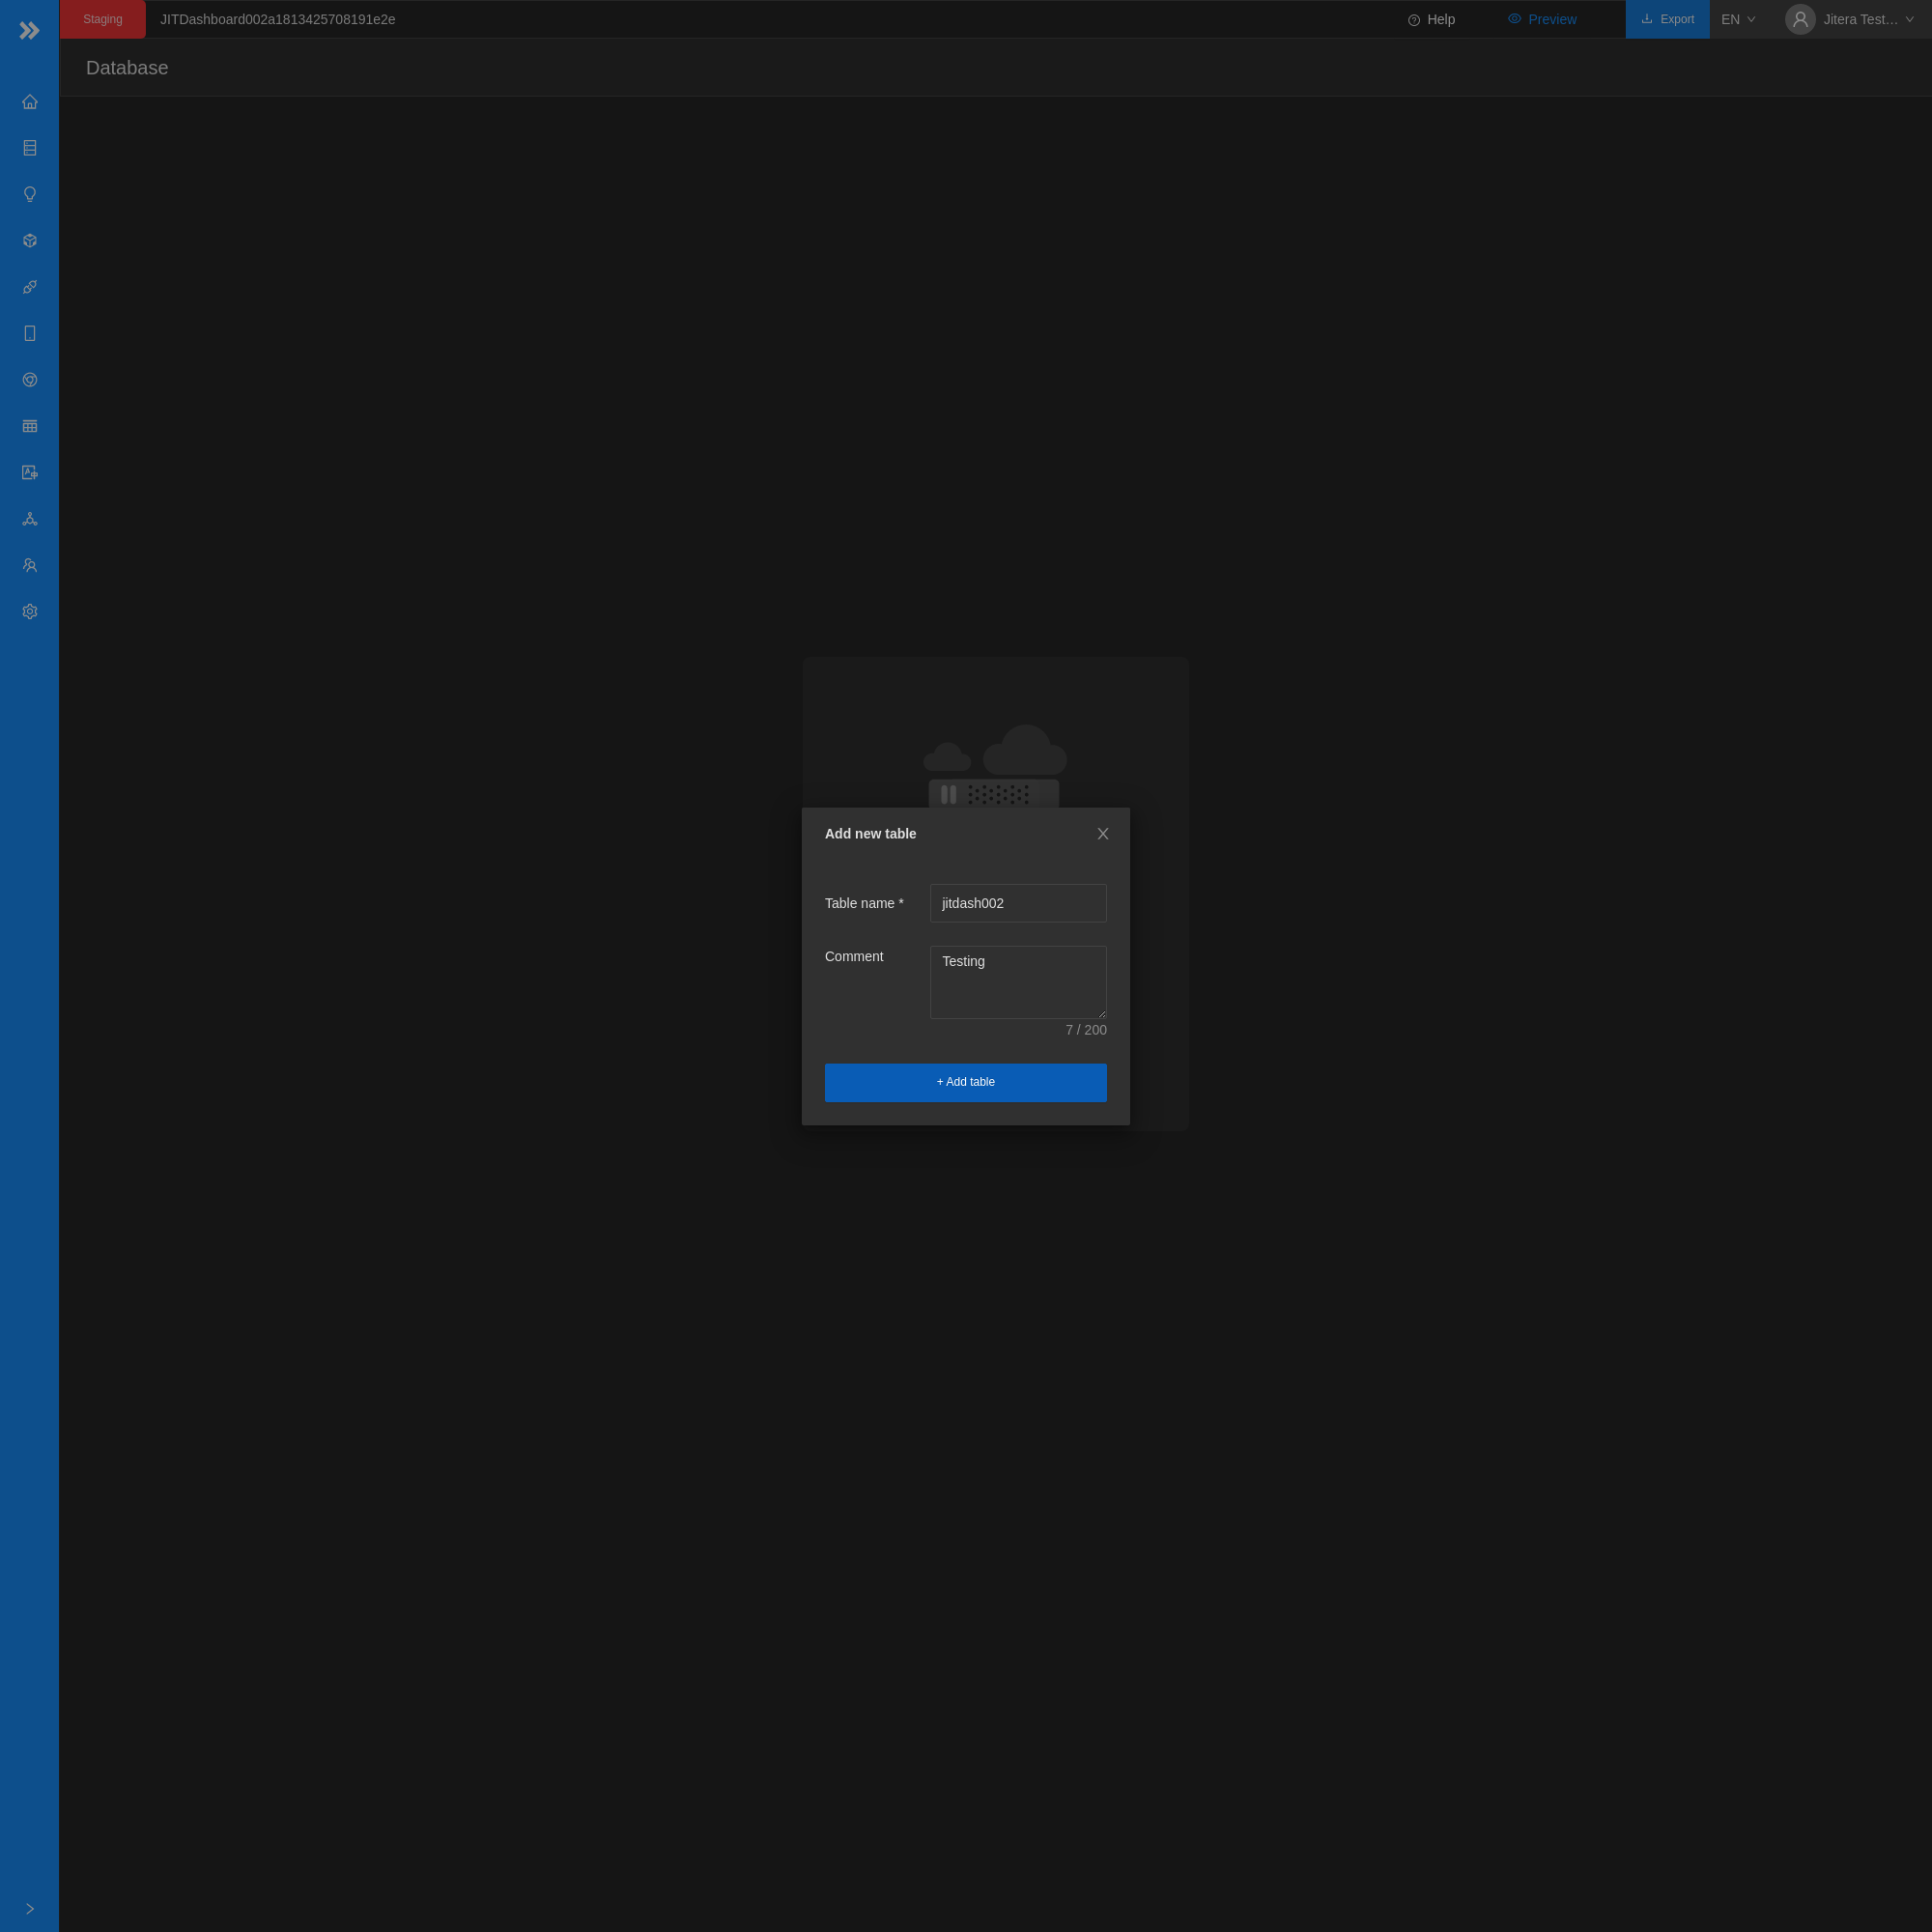 Staging
JITDashboard002a1813425708191e2e
Help
Preview
Export
EN
Jitera Test...
Database
Add new table
Table name *
jitdash002
Comment
Testing
7 / 200
+ Add table